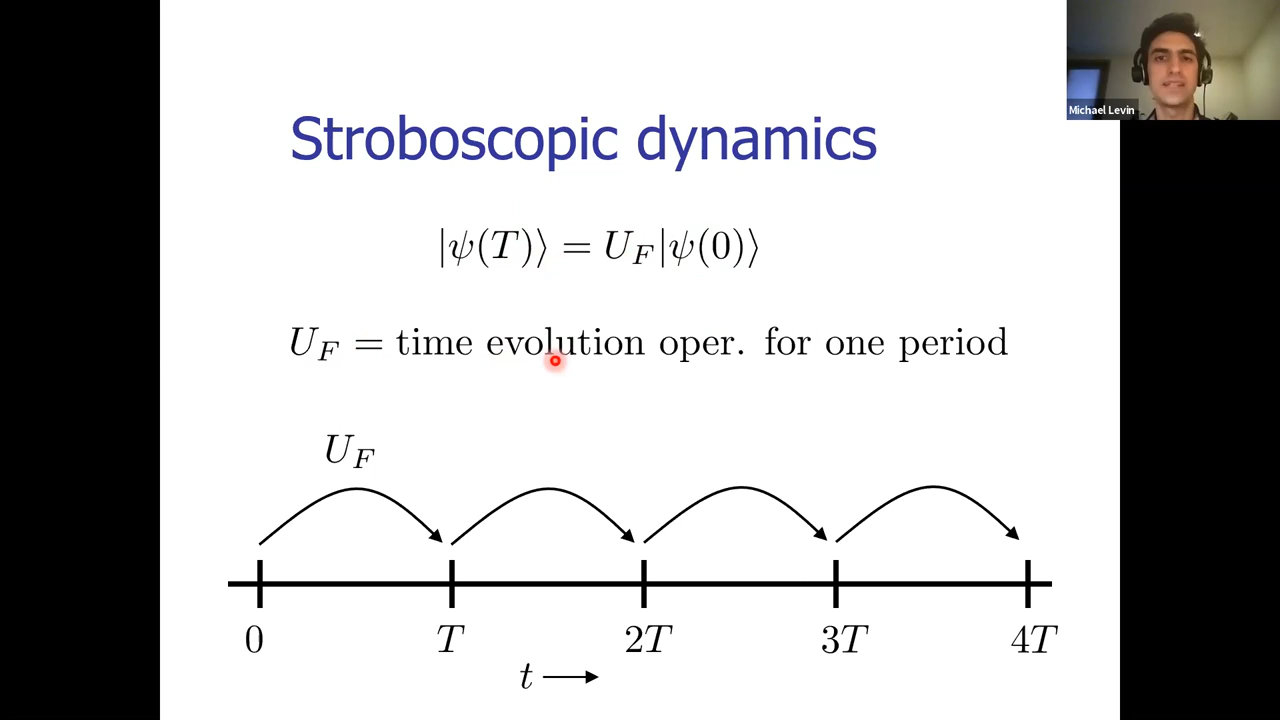 Michael Levin
Stroboscopic dynamics
|ψ(T)⟩ = U_F|ψ(0)⟩
U_F = time evolution oper. for one period
U_F
0 T 2T 3T 4T
t ⟶